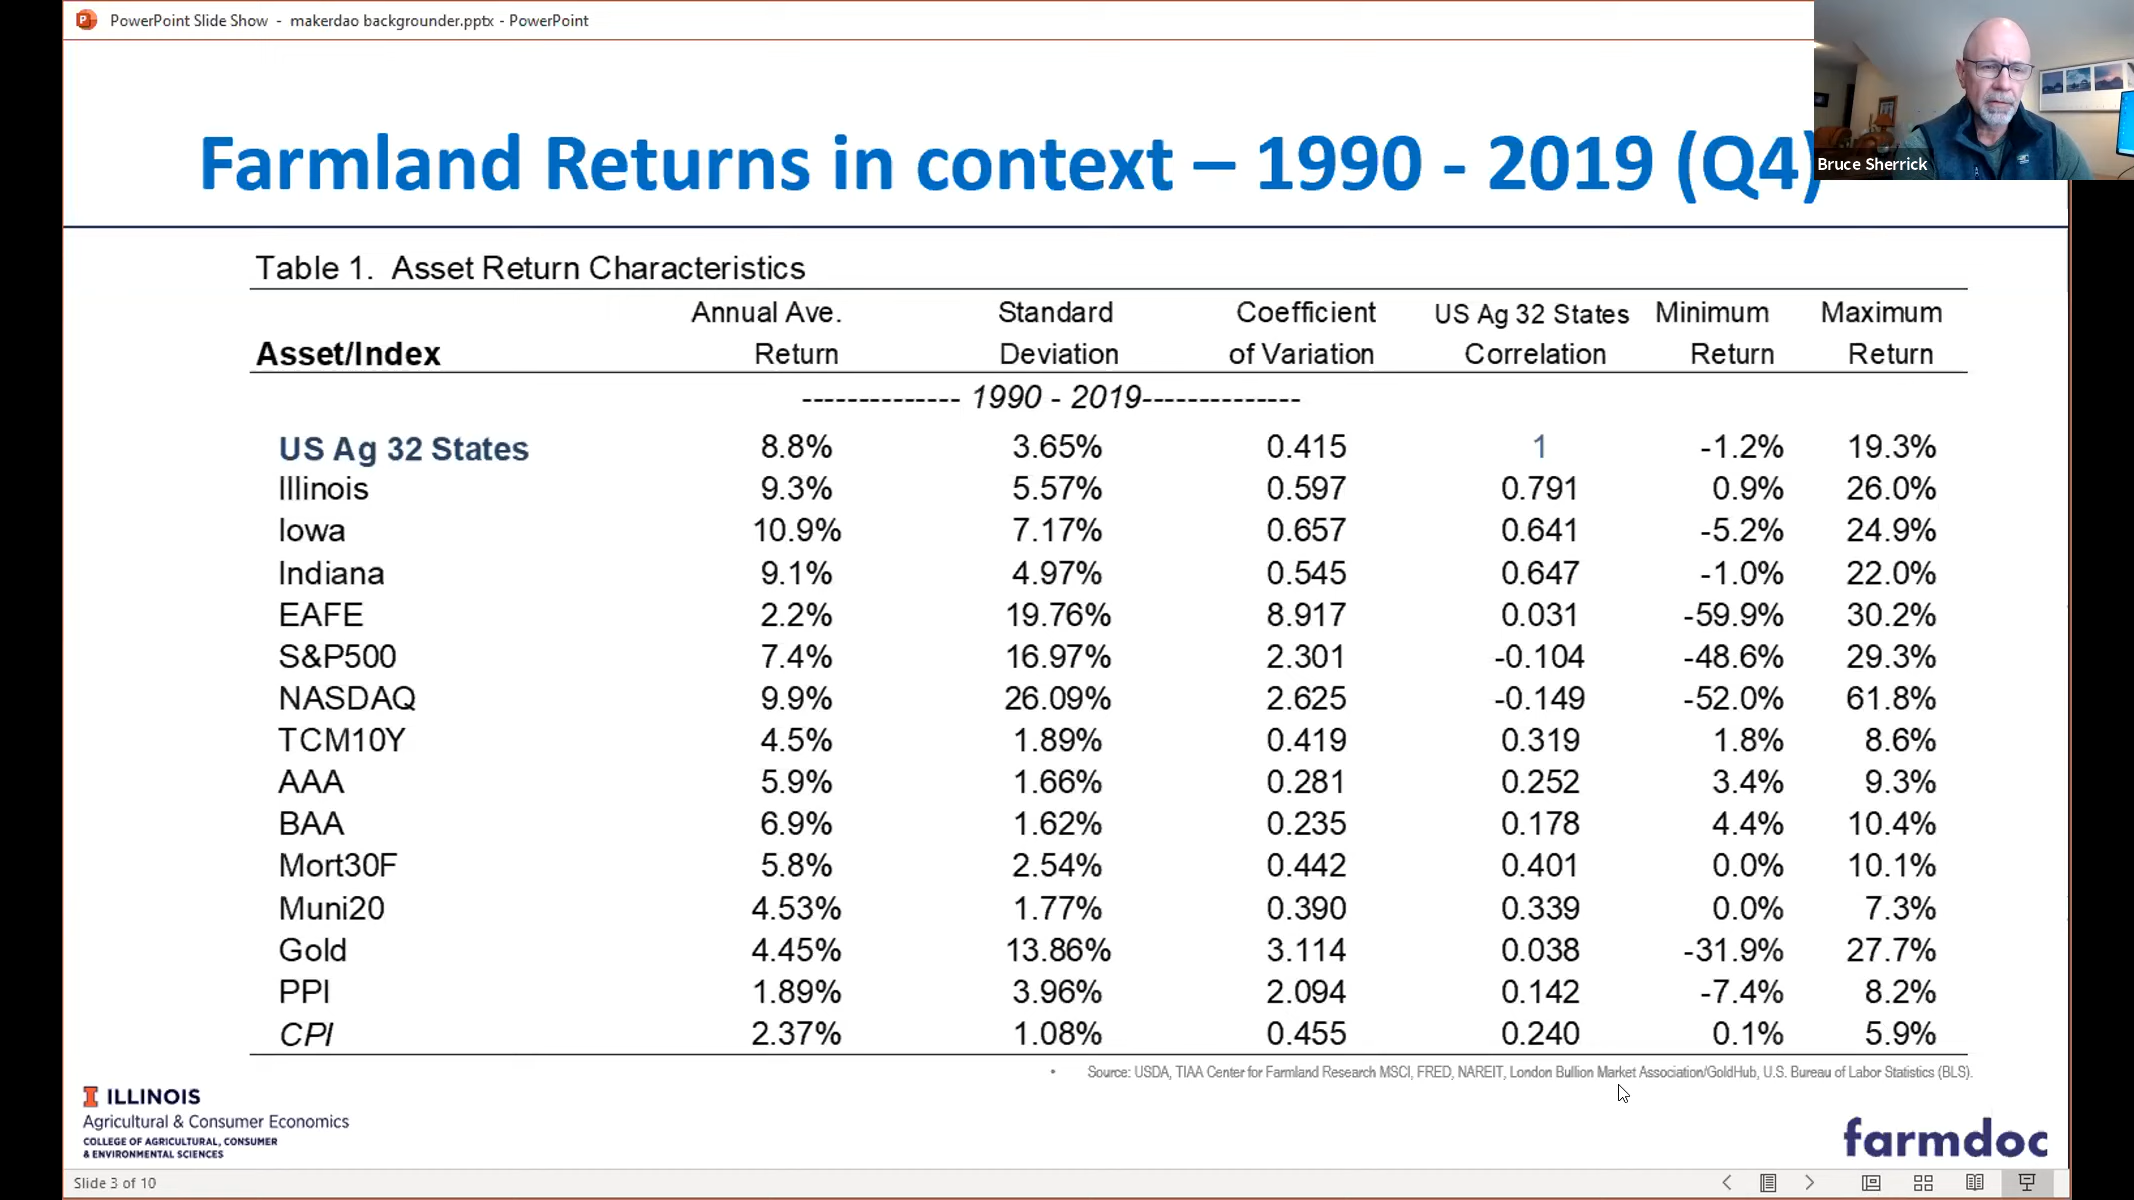 PowerPoint Slide Show - makerdao backgrounder.pptx - PowerPoint
Bruce Sherrick
Farmland Returns in context – 1990 - 2019 (Q4)
Table 1. Asset Return Characteristics
Asset/Index Annual Ave. Return Standard Deviation Coefficient of Variation US Ag 32 States Correlation Minimum Return Maximum Return
-------------- 1990 - 2019--------------
US Ag 32 States 8.8% 3.65% 0.415 1 -1.2% 19.3%
Illinois 9.3% 5.57% 0.597 0.791 0.9% 26.0%
Iowa 10.9% 7.17% 0.657 0.641 -5.2% 24.9%
Indiana 9.1% 4.97% 0.545 0.647 -1.0% 22.0%
EAFE 2.2% 19.76% 8.917 0.031 -59.9% 30.2%
S&P500 7.4% 16.97% 2.301 -0.104 -48.6% 29.3%
NASDAQ 9.9% 26.09% 2.625 -0.149 -52.0% 61.8%
TCM10Y 4.5% 1.89% 0.419 0.319 1.8% 8.6%
AAA 5.9% 1.66% 0.281 0.252 3.4% 9.3%
BAA 6.9% 1.62% 0.235 0.178 4.4% 10.4%
Mort30F 5.8% 2.54% 0.442 0.401 0.0% 10.1%
Muni20 4.53% 1.77% 0.390 0.339 0.0% 7.3%
Gold 4.45% 13.86% 3.114 0.038 -31.9% 27.7%
PPI 1.89% 3.96% 2.094 0.142 -7.4% 8.2%
CPI 2.37% 1.08% 0.455 0.240 0.1% 5.9%
• Source: USDA, TIAA Center for Farmland Research MSCI, FRED, NAREIT, London Bullion Market Association/GoldHub, U.S. Bureau of Labor Statistics (BLS).
I ILLINOIS
Agricultural & Consumer Economics
COLLEGE OF AGRICULTURAL, CONSUMER
& ENVIRONMENTAL SCIENCES
farmdoc
Slide 3 of 10